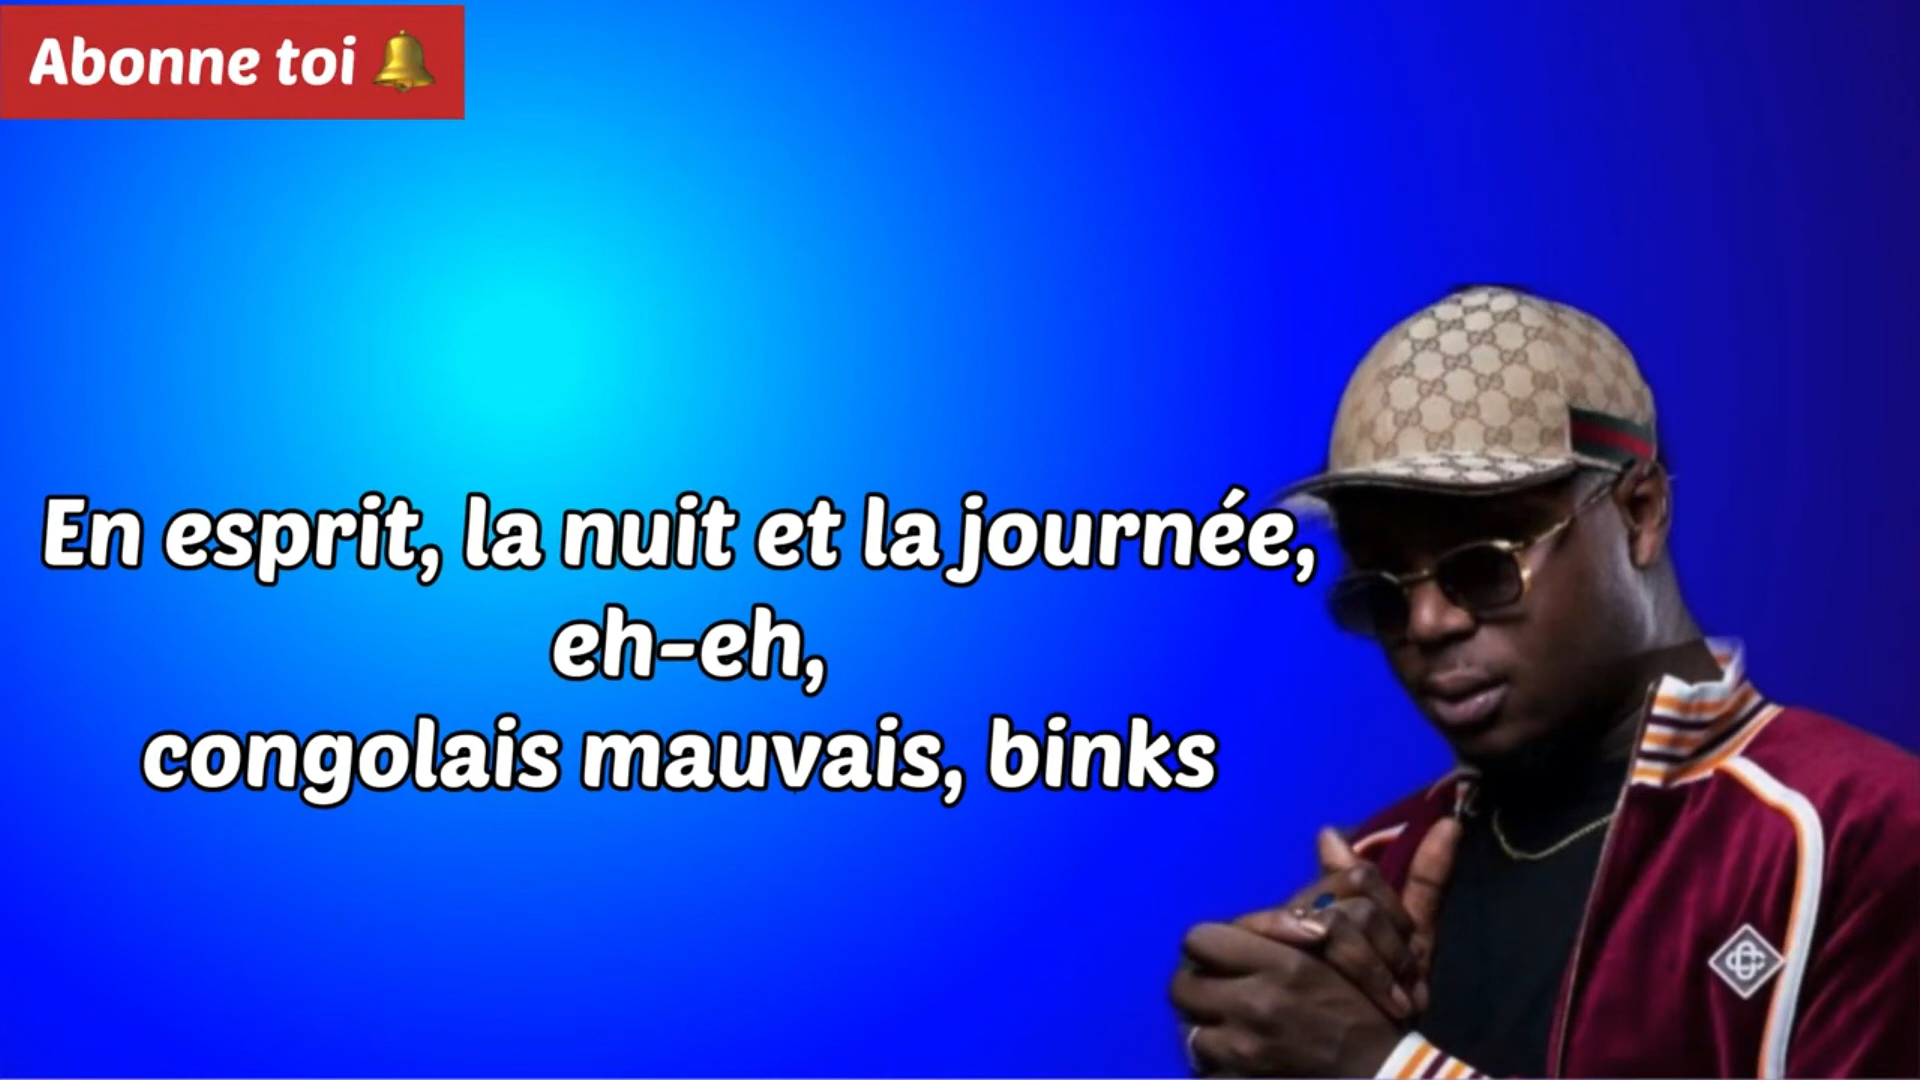 Abonne toi 🔔
En esprit, la nuit et la journée,
eh-eh,
congolais mauvais, binks